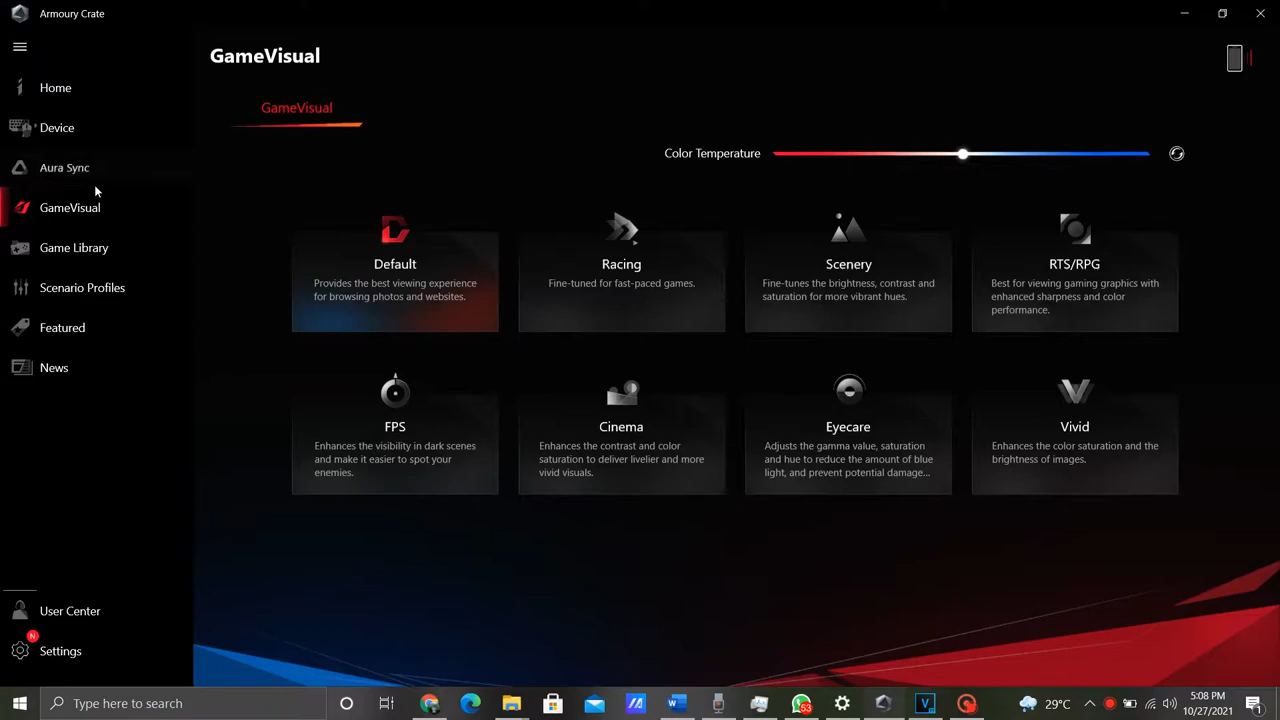 Armoury Crate
Home
Device
Aura Sync
GameVisual
Game Library
Scenario Profiles
Featured
News
User Center
N
Settings
GameVisual
GameVisual
Color Temperature
Default
Provides the best viewing experience
for browsing photos and websites.
Racing
Fine-tuned for fast-paced games.
Scenery
Fine-tunes the brightness, contrast and
saturation for more vibrant hues.
RTS/RPG
Best for viewing gaming graphics with
enhanced sharpness and color
performance.
FPS
Enhances the visibility in dark scenes
and make it easier to spot your
enemies.
Cinema
Enhances the contrast and color
saturation to deliver livelier and more
vivid visuals.
Eyecare
Adjusts the gamma value, saturation
and hue to reduce the amount of blue
light, and prevent potential damage...
Vivid
Enhances the color saturation and the
brightness of images.
Type here to search
53
29°C
5:08 PM
10/27/2021
1